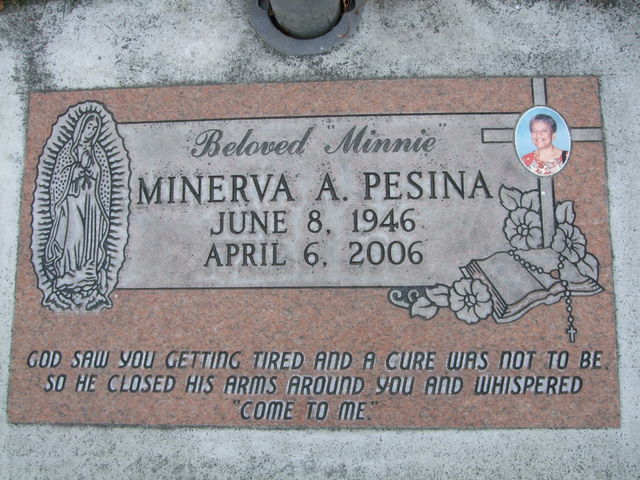 Beloved "Minnie"
MINERVA A. PESINA
JUNE 8, 1946
APRIL 6, 2006
GOD SAW YOU GETTING TIRED AND A CURE WAS NOT TO BE,
SO HE CLOSED HIS ARMS AROUND YOU AND WHISPERED
"COME TO ME."